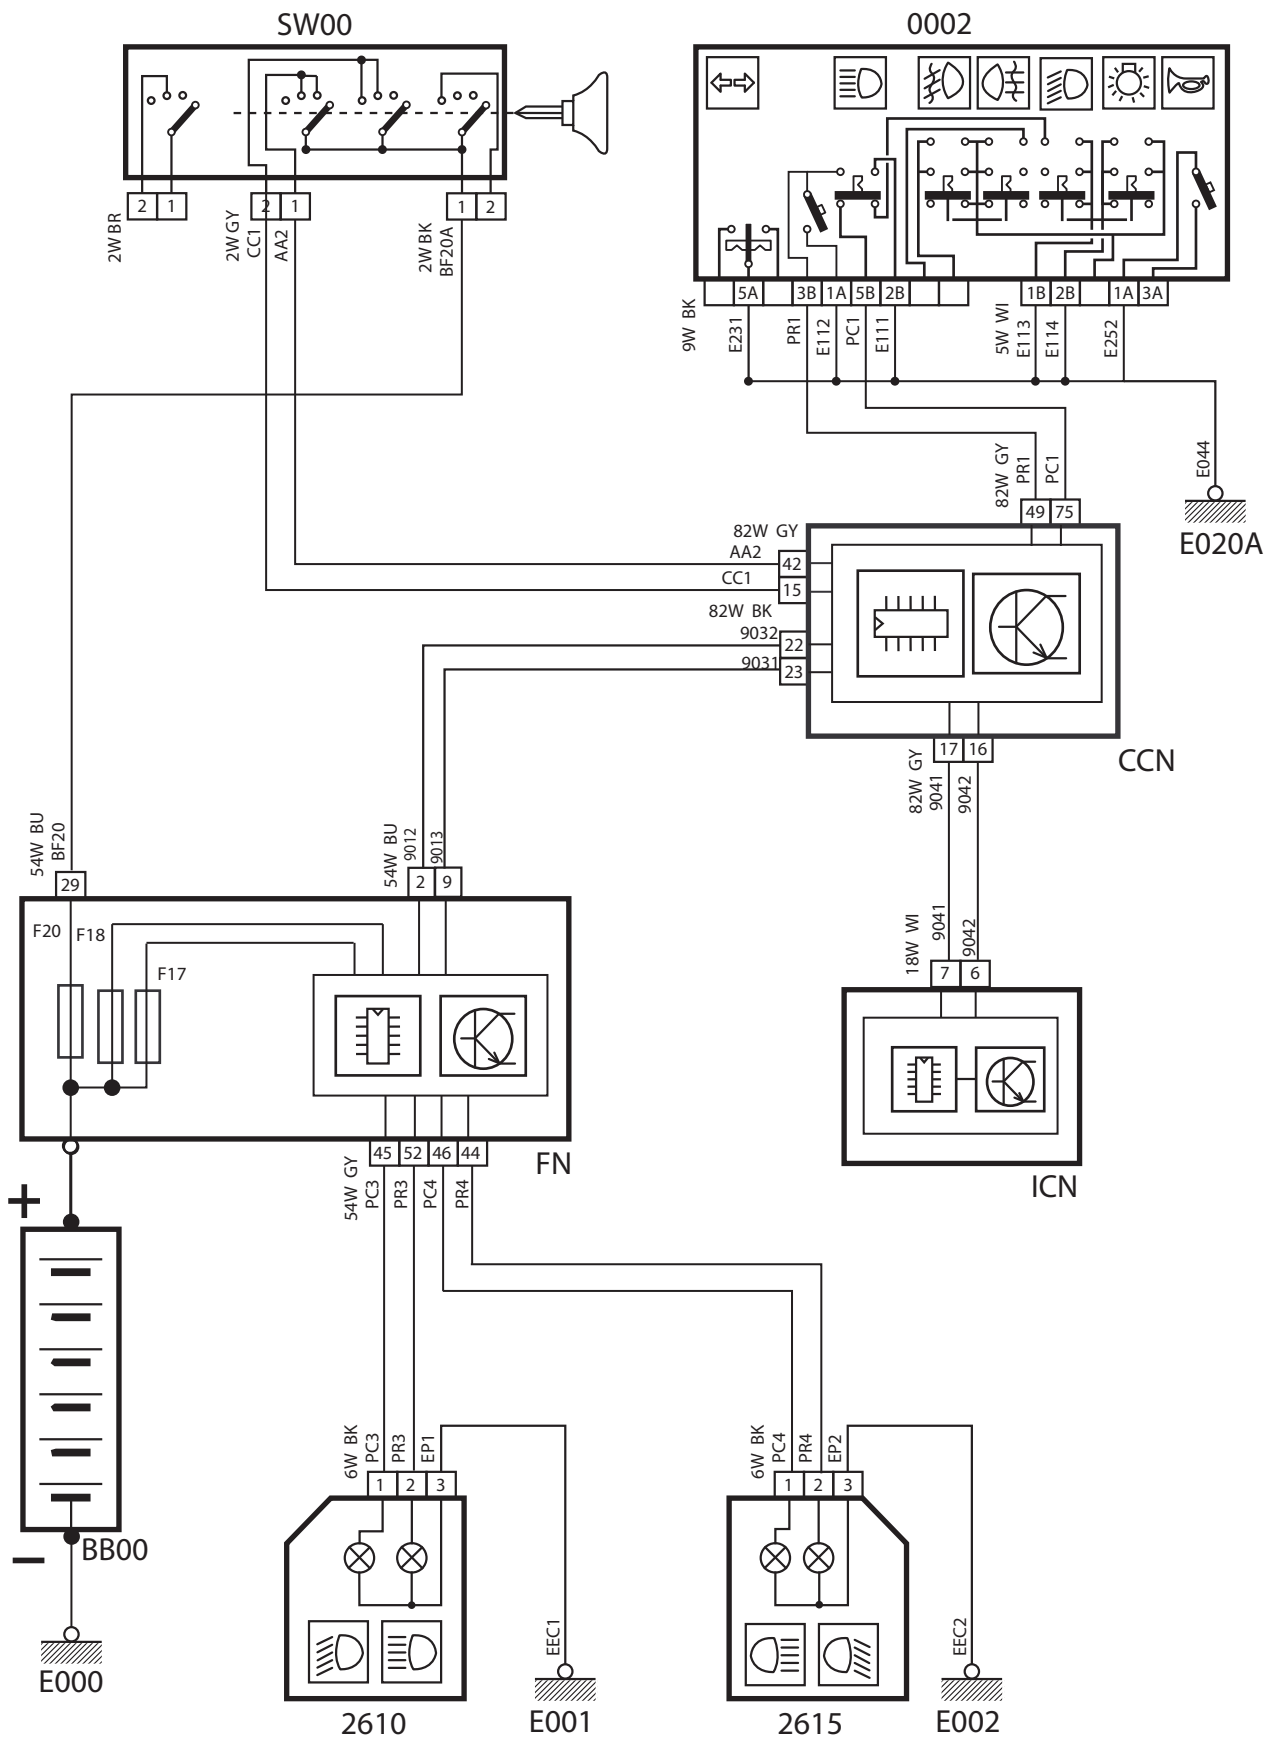 SW00
0002
2 1 2 1 1 2
2W BR
2W GY
CC1
AA2
2W BK
BF20A
5A 3B 1A 5B 2B 1B 2B 1A 3A
9W BK
E231
PR1
E112
PC1
E111
5W WI
E113
E114
E252
E044
E020A
82W GY
PR1
PC1
49 75
82W GY
AA2
42
CC1
15
82W BK
9032
22
9031
23
17 16
CCN
82W GY
9041
9042
54W BU
BF20
29
54W BU
9012
9013
2 9
F20
F18
F17
18W WI
9041
9042
7 6
ICN
45 52 46 44
FN
54W GY
PC3
PR3
PC4
PR4
+
–
BB00
E000
6W BK
PC3
PR3
EP1
1 2 3
6W BK
PC4
PR4
EP2
1 2 3
EEC1
EEC2
2610
E001
2615
E002